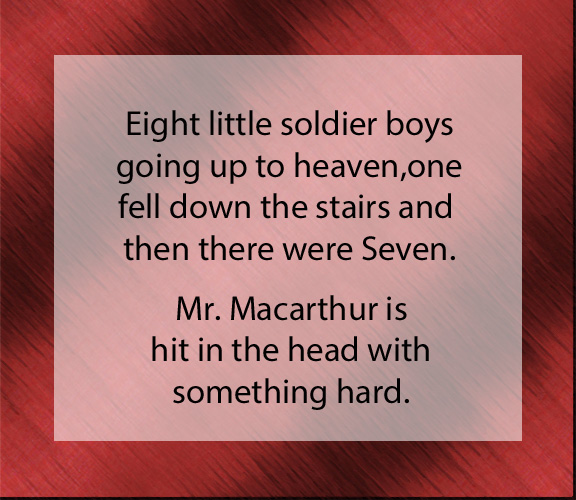 Eight little soldier boys
going up to heaven,one
fell down the stairs and
then there were Seven.
Mr. Macarthur is
hit in the head with
something hard.